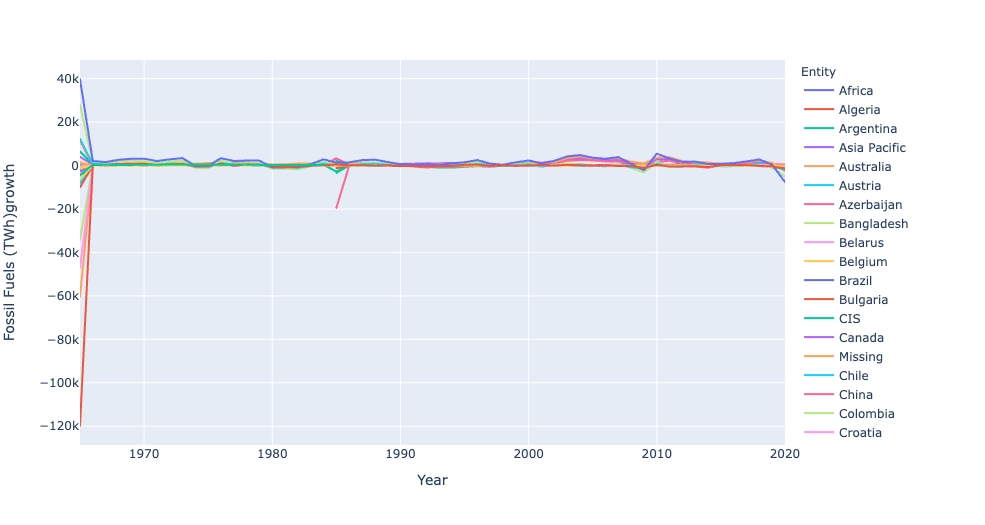 Entity
Africa
Algeria
Argentina
Asia Pacific
Australia
Austria
Azerbaijan
Bangladesh
Belarus
Belgium
Brazil
Bulgaria
CIS
Canada
Missing
Chile
China
Colombia
Croatia
40k
20k
0
−20k
−40k
−60k
−80k
−100k
−120k
Fossil Fuels (TWh)growth
1970 1980 1990 2000 2010 2020
Year